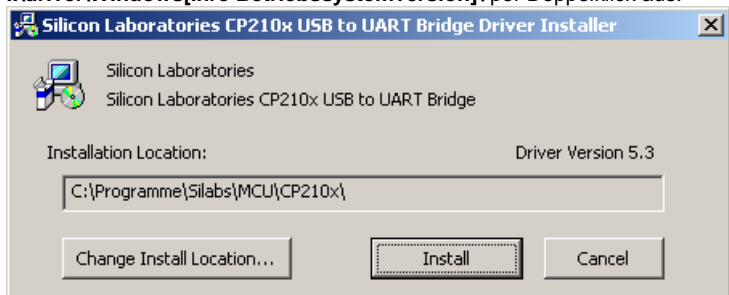 Silicon Laboratories CP210x USB to UART Bridge Driver Installer
Silicon Laboratories
Silicon Laboratories CP210x USB to UART Bridge
Installation Location:
Driver Version 5.3
C:\Programme\Silabs\MCU\CP210x\
Change Install Location...
Install
Cancel